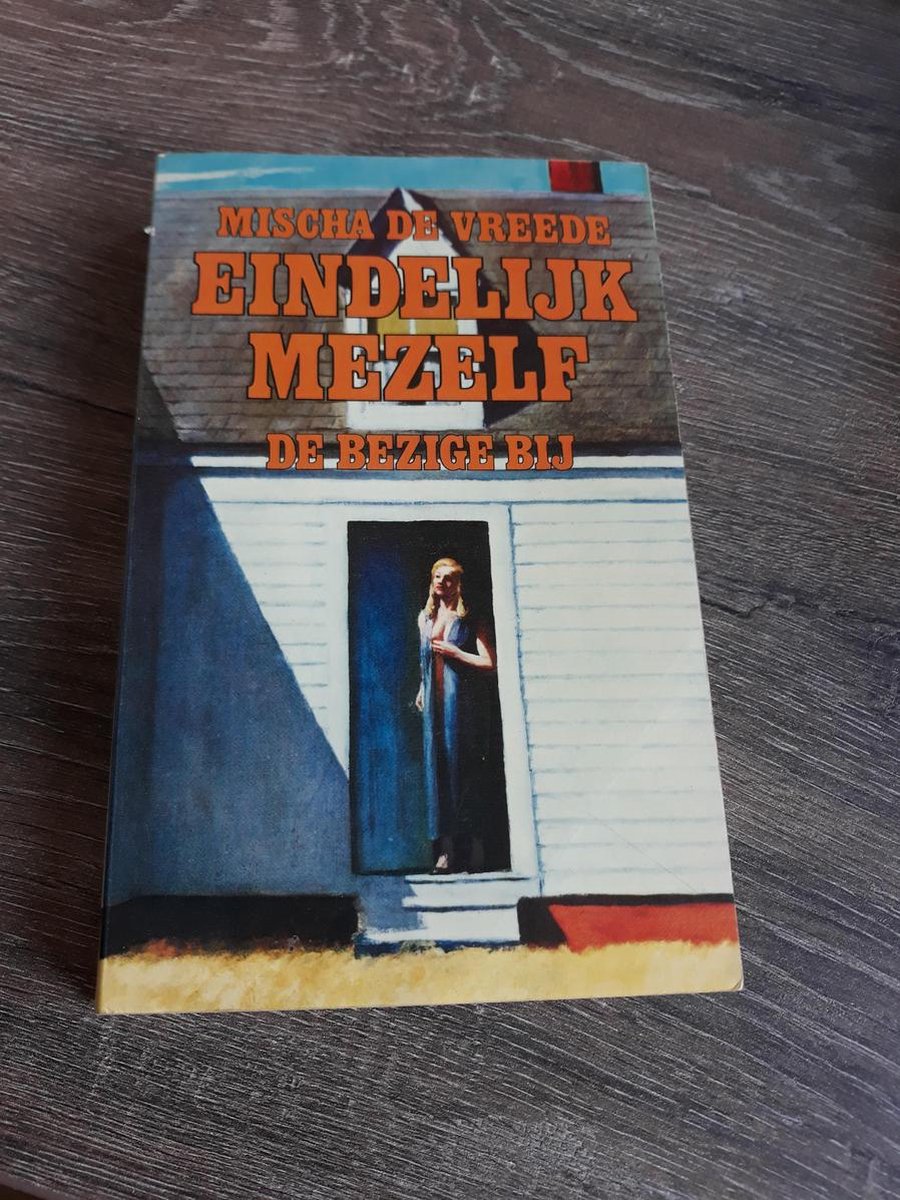 MISCHA DE VREEDE
EINDELIJK
MEZELF
DE BEZIGE BIJ